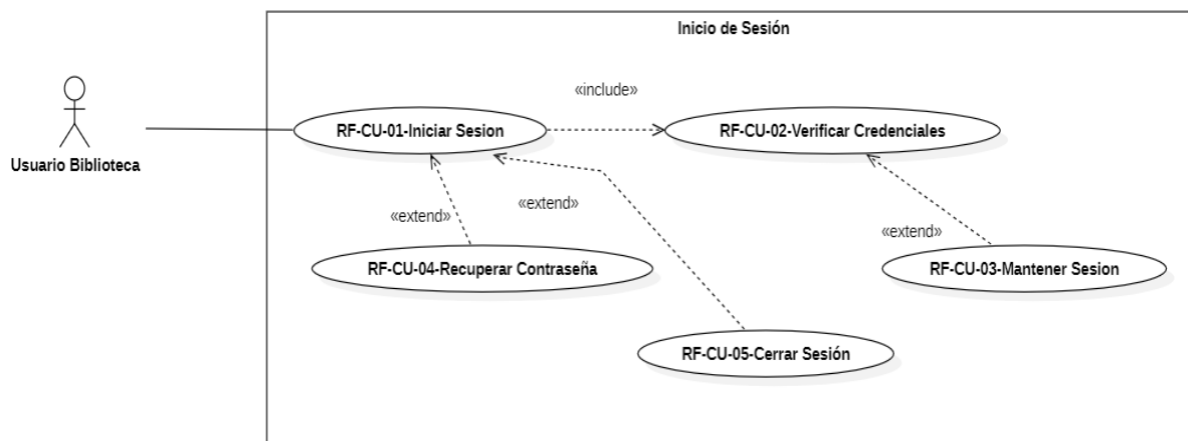 Inicio de Sesión
«include»
RF-CU-01-Iniciar Sesion
RF-CU-02-Verificar Credenciales
Usuario Biblioteca
«extend»
«extend»
«extend»
RF-CU-04-Recuperar Contraseña
RF-CU-03-Mantener Sesion
RF-CU-05-Cerrar Sesión